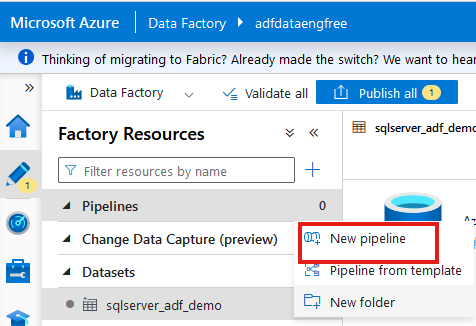 Microsoft Azure Data Factory > adfdataengfree
Thinking of migrating to Fabric? Already made the switch? We want to hear
» Data Factory Validate all Publish all 1
Factory Resources
sqlserver_adf_demo
Filter resources by name
1
Pipelines 0
New pipeline
Change Data Capture (preview)
Pipeline from template
Datasets
sqlserver_adf_demo
New folder